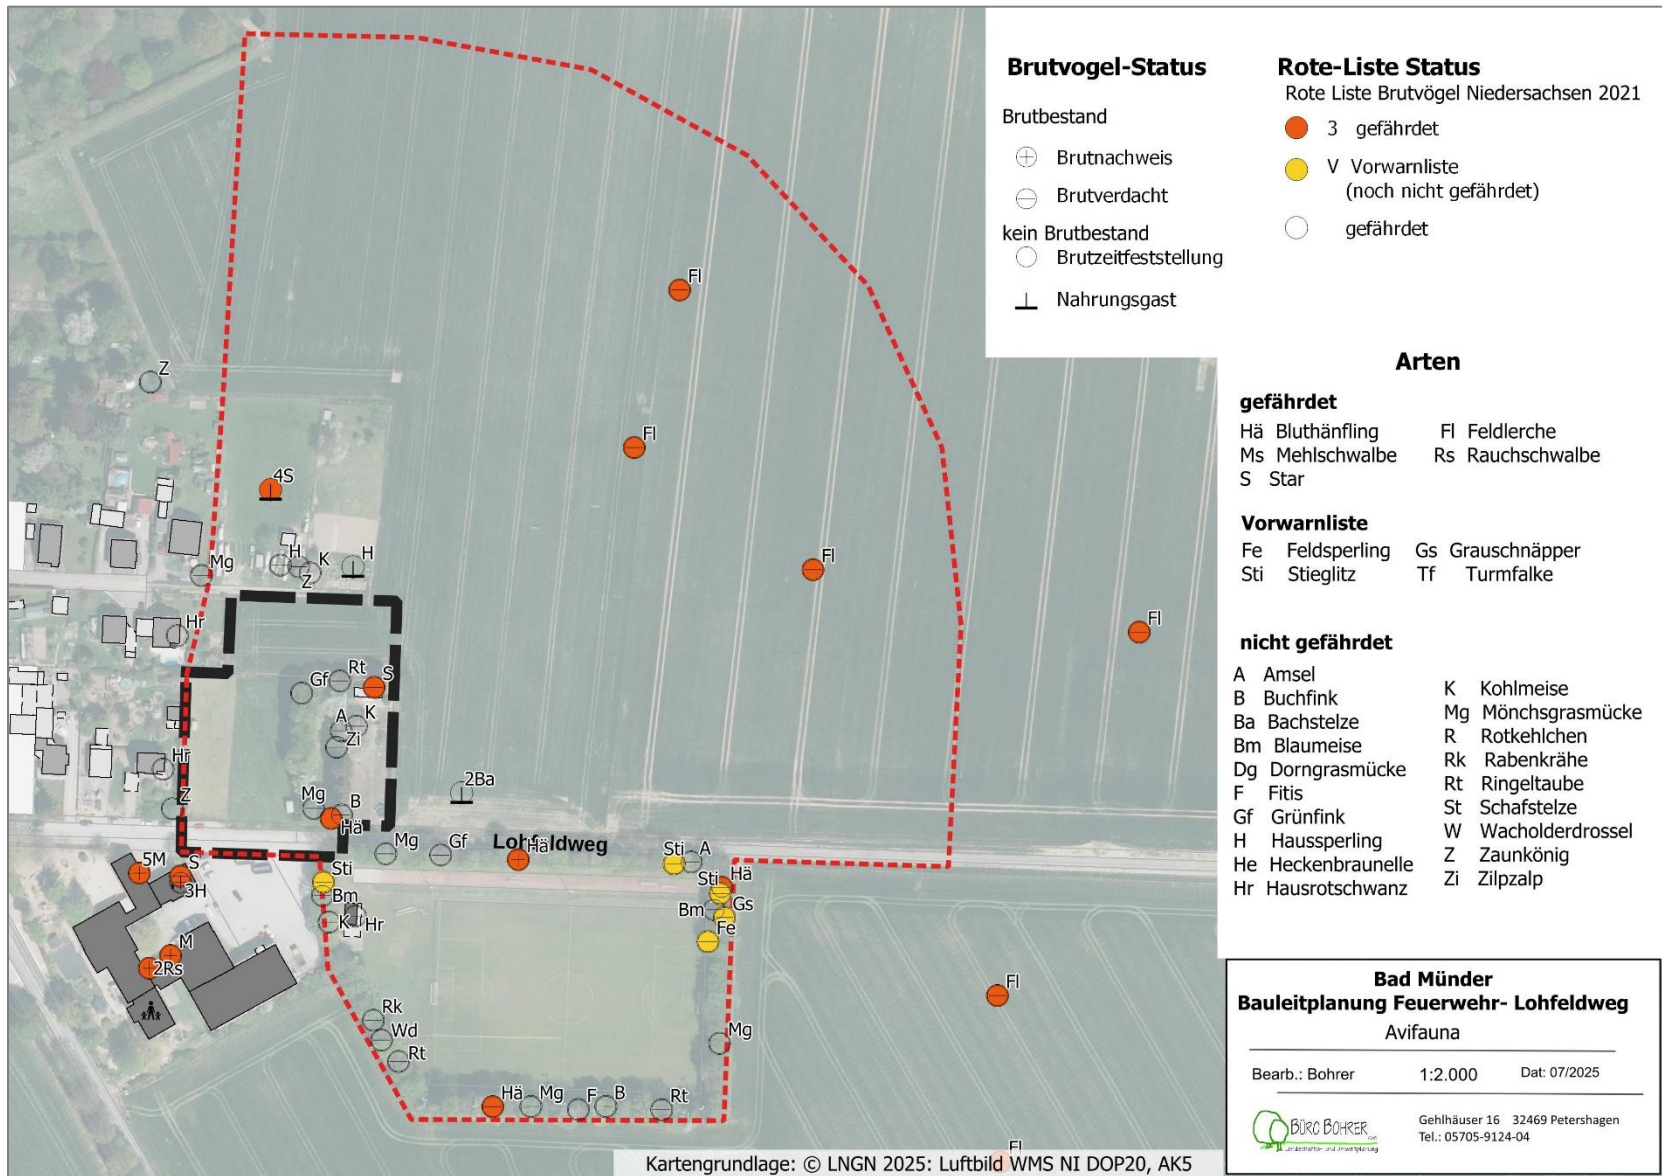 Brutvogel-Status
Brutbestand
Brutnachweis
Brutverdacht
kein Brutbestand
Brutzeitfeststellung
Nahrungsgast
Rote-Liste Status
Rote Liste Brutvögel Niedersachsen 2021
3 gefährdet
V Vorwarnliste
(noch nicht gefährdet)
gefährdet
Arten
gefährdet
Hä Bluthänfling Fl Feldlerche
Ms Mehlschwalbe Rs Rauchschwalbe
S Star
Vorwarnliste
Fe Feldsperling Gs Grauschnäpper
Sti Stieglitz Tf Turmfalke
nicht gefährdet
A Amsel
B Buchfink
Ba Bachstelze
Bm Blaumeise
Dg Dorngrasmücke
F Fitis
Gf Grünfink
H Haussperling
He Heckenbraunelle
Hr Hausrotschwanz
K Kohlmeise
Mg Mönchsgrasmücke
R Rotkehlchen
Rk Rabenkrähe
Rt Ringeltaube
St Schafstelze
W Wacholderdrossel
Z Zaunkönig
Zi Zilpzalp
Fl
Z
Fl
4S
H
K
H
Mg
Z
Fl
Fl
Hr
Rt
S
Gf
A
K
Zi
Hr
2Ba
Z
Mg
B
Hä
Mg
Gf
Lohfeldweg
Hä
Sti
A
5M
S
3H
Sti
Bm
K
Hr
Sti
Hä
Bm
Gs
Fe
M
2Rs
Fl
Rk
Wd
Rt
Mg
Hä
Mg
F
B
Rt
Fl
Kartengrundlage: © LNGN 2025: Luftbild WMS NI DOP20, AK5
Bad Münder
Bauleitplanung Feuerwehr- Lohfeldweg
Avifauna
Bearb.: Bohrer 1:2.000 Dat: 07/2025
BÜRO BOHRER
Gehlhäuser 16 32469 Petershagen
Tel.: 05705-9124-04